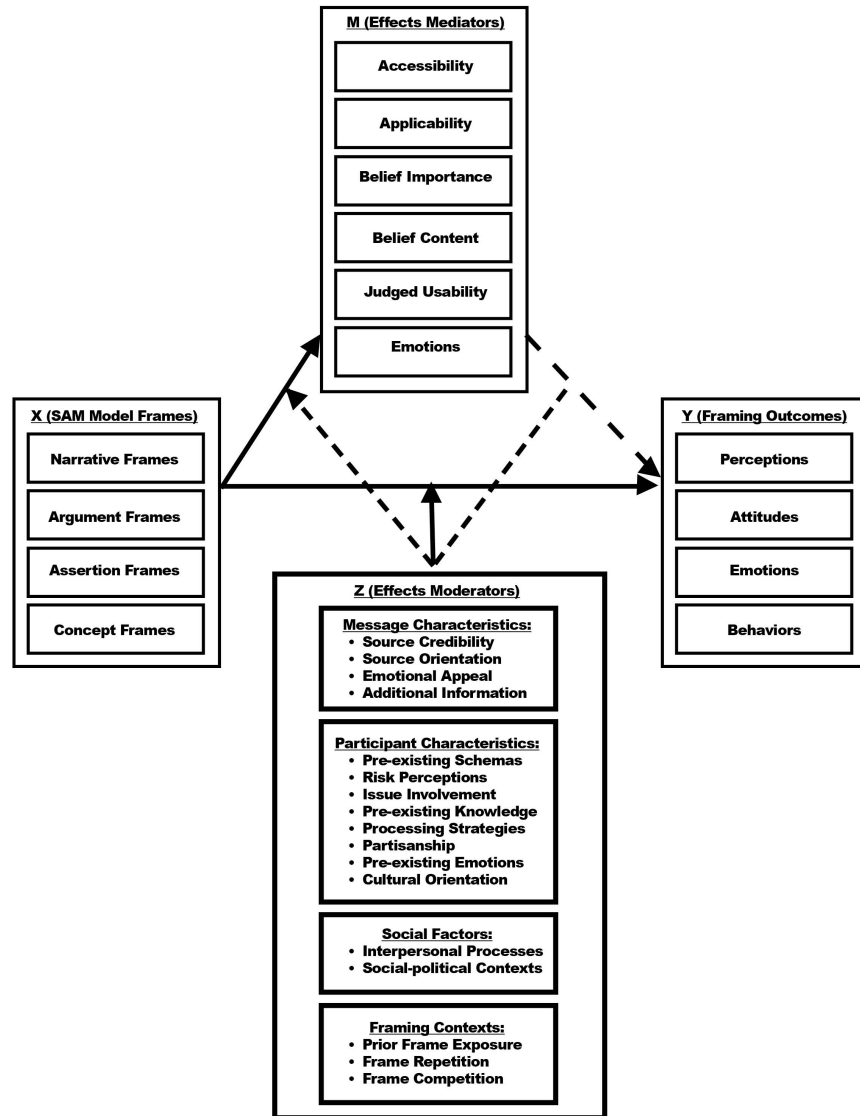 M (Effects Mediators)
Accessibility
Applicability
Belief Importance
Belief Content
Judged Usability
Emotions
X (SAM Model Frames)
Narrative Frames
Argument Frames
Assertion Frames
Concept Frames
Y (Framing Outcomes)
Perceptions
Attitudes
Emotions
Behaviors
Z (Effects Moderators)
Message Characteristics:
• Source Credibility
• Source Orientation
• Emotional Appeal
• Additional Information
Participant Characteristics:
• Pre-existing Schemas
• Risk Perceptions
• Issue Involvement
• Pre-existing Knowledge
• Processing Strategies
• Partisanship
• Pre-existing Emotions
• Cultural Orientation
Social Factors:
• Interpersonal Processes
• Social-political Contexts
Framing Contexts:
• Prior Frame Exposure
• Frame Repetition
• Frame Competition